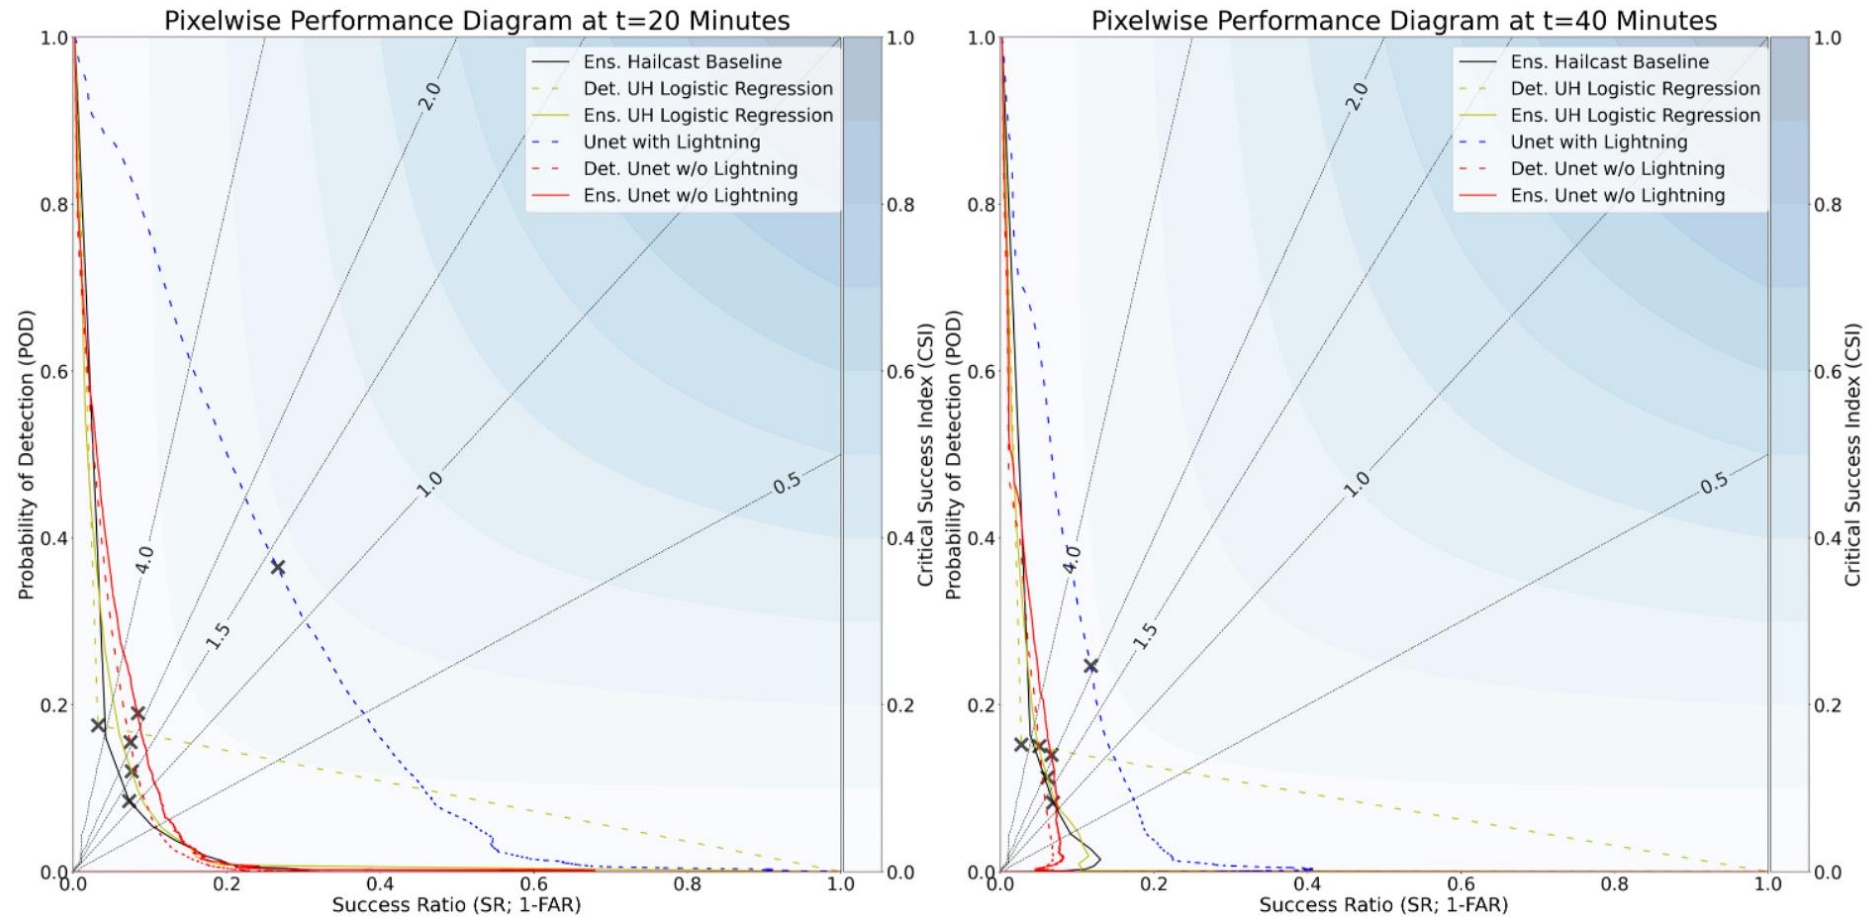 Pixelwise Performance Diagram at t=20 Minutes
1.0
0.8
0.6
0.4
0.2
0.0
Probability of Detection (POD)
Ens. Hailcast Baseline
Det. UH Logistic Regression
Ens. UH Logistic Regression
Unet with Lightning
Det. Unet w/o Lightning
Ens. Unet w/o Lightning
2.0
4.0
1.5
1.0
0.5
0.0
0.2
0.4
0.6
0.8
1.0
Success Ratio (SR; 1-FAR)
1.0
0.8
0.6
0.4
0.2
0.0
Critical Success Index (CSI)
Pixelwise Performance Diagram at t=40 Minutes
1.0
0.8
0.6
0.4
0.2
0.0
Probability of Detection (POD)
Ens. Hailcast Baseline
Det. UH Logistic Regression
Ens. UH Logistic Regression
Unet with Lightning
Det. Unet w/o Lightning
Ens. Unet w/o Lightning
2.0
4.0
1.5
1.0
0.5
0.0
0.2
0.4
0.6
0.8
1.0
Success Ratio (SR; 1-FAR)
1.0
0.8
0.6
0.4
0.2
0.0
Critical Success Index (CSI)